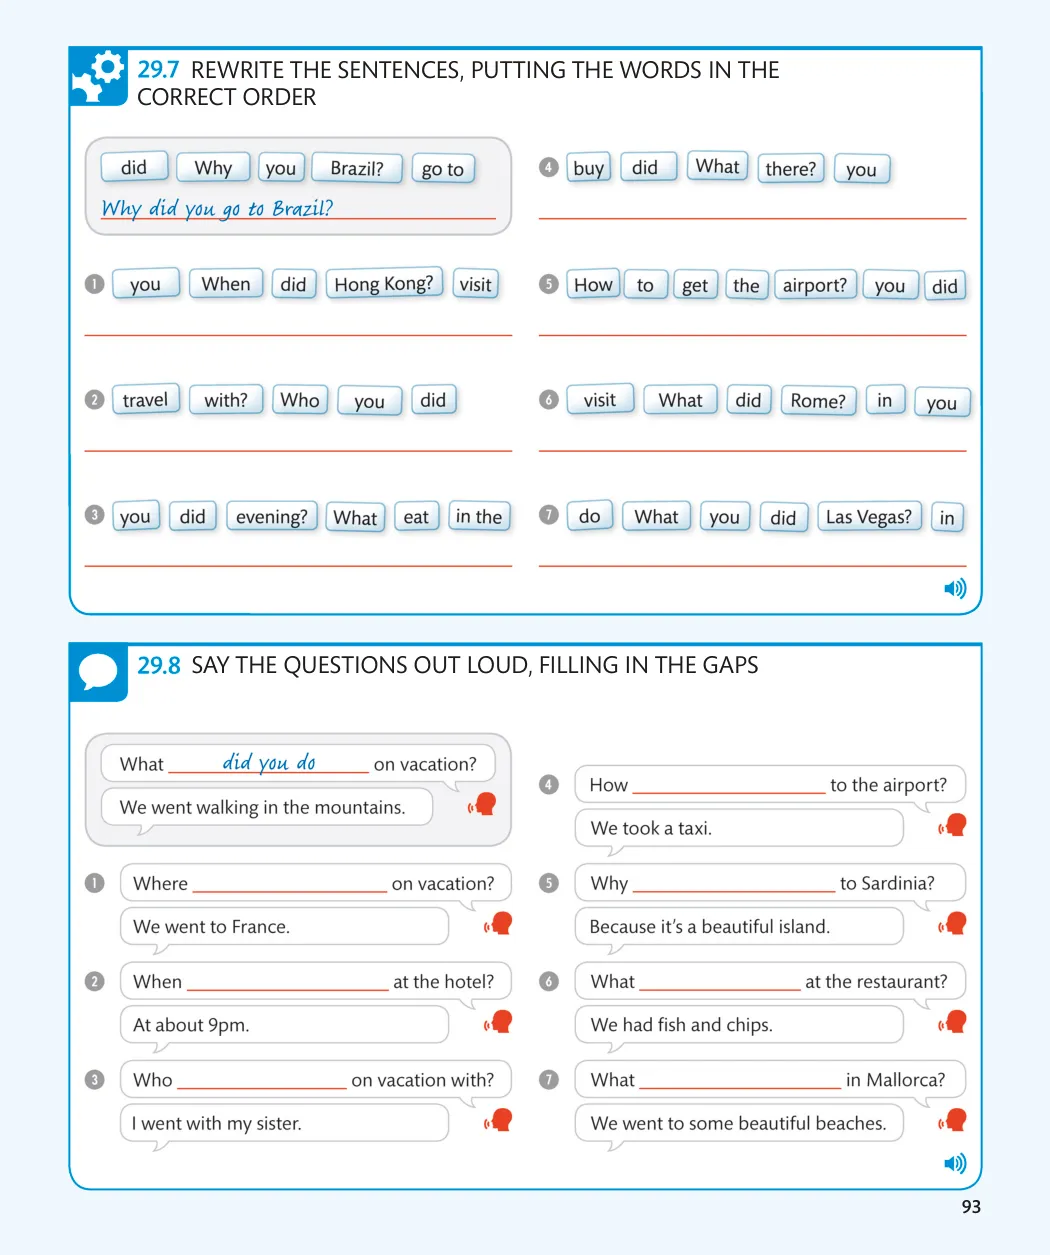 29.7 REWRITE THE SENTENCES, PUTTING THE WORDS IN THE
CORRECT ORDER
did Why you Brazil? go to
Why did you go to Brazil?
1 you When did Hong Kong? visit
2 travel with? Who you did
3 you did evening? What eat in the
4 buy did What there? you
5 How to get the airport? you did
6 visit What did Rome? in you
7 do What you did Las Vegas? in
29.8 SAY THE QUESTIONS OUT LOUD, FILLING IN THE GAPS
What did you do on vacation?
We went walking in the mountains.
1 Where on vacation?
We went to France.
2 When at the hotel?
At about 9pm.
3 Who on vacation with?
I went with my sister.
4 How to the airport?
We took a taxi.
5 Why to Sardinia?
Because it's a beautiful island.
6 What at the restaurant?
We had fish and chips.
7 What in Mallorca?
We went to some beautiful beaches.
93